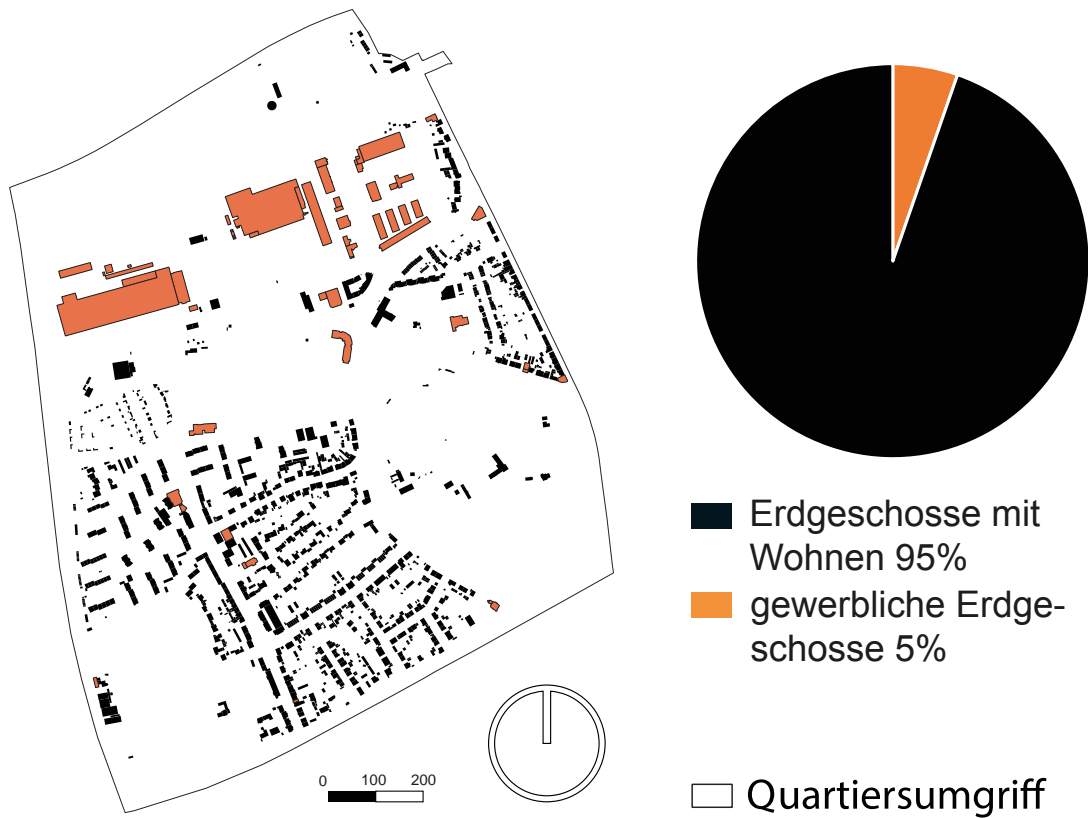 Erdgeschosse mit
Wohnen 95%
gewerbliche Erdge-
schosse 5%
0 100 200
Quartiersumgriff